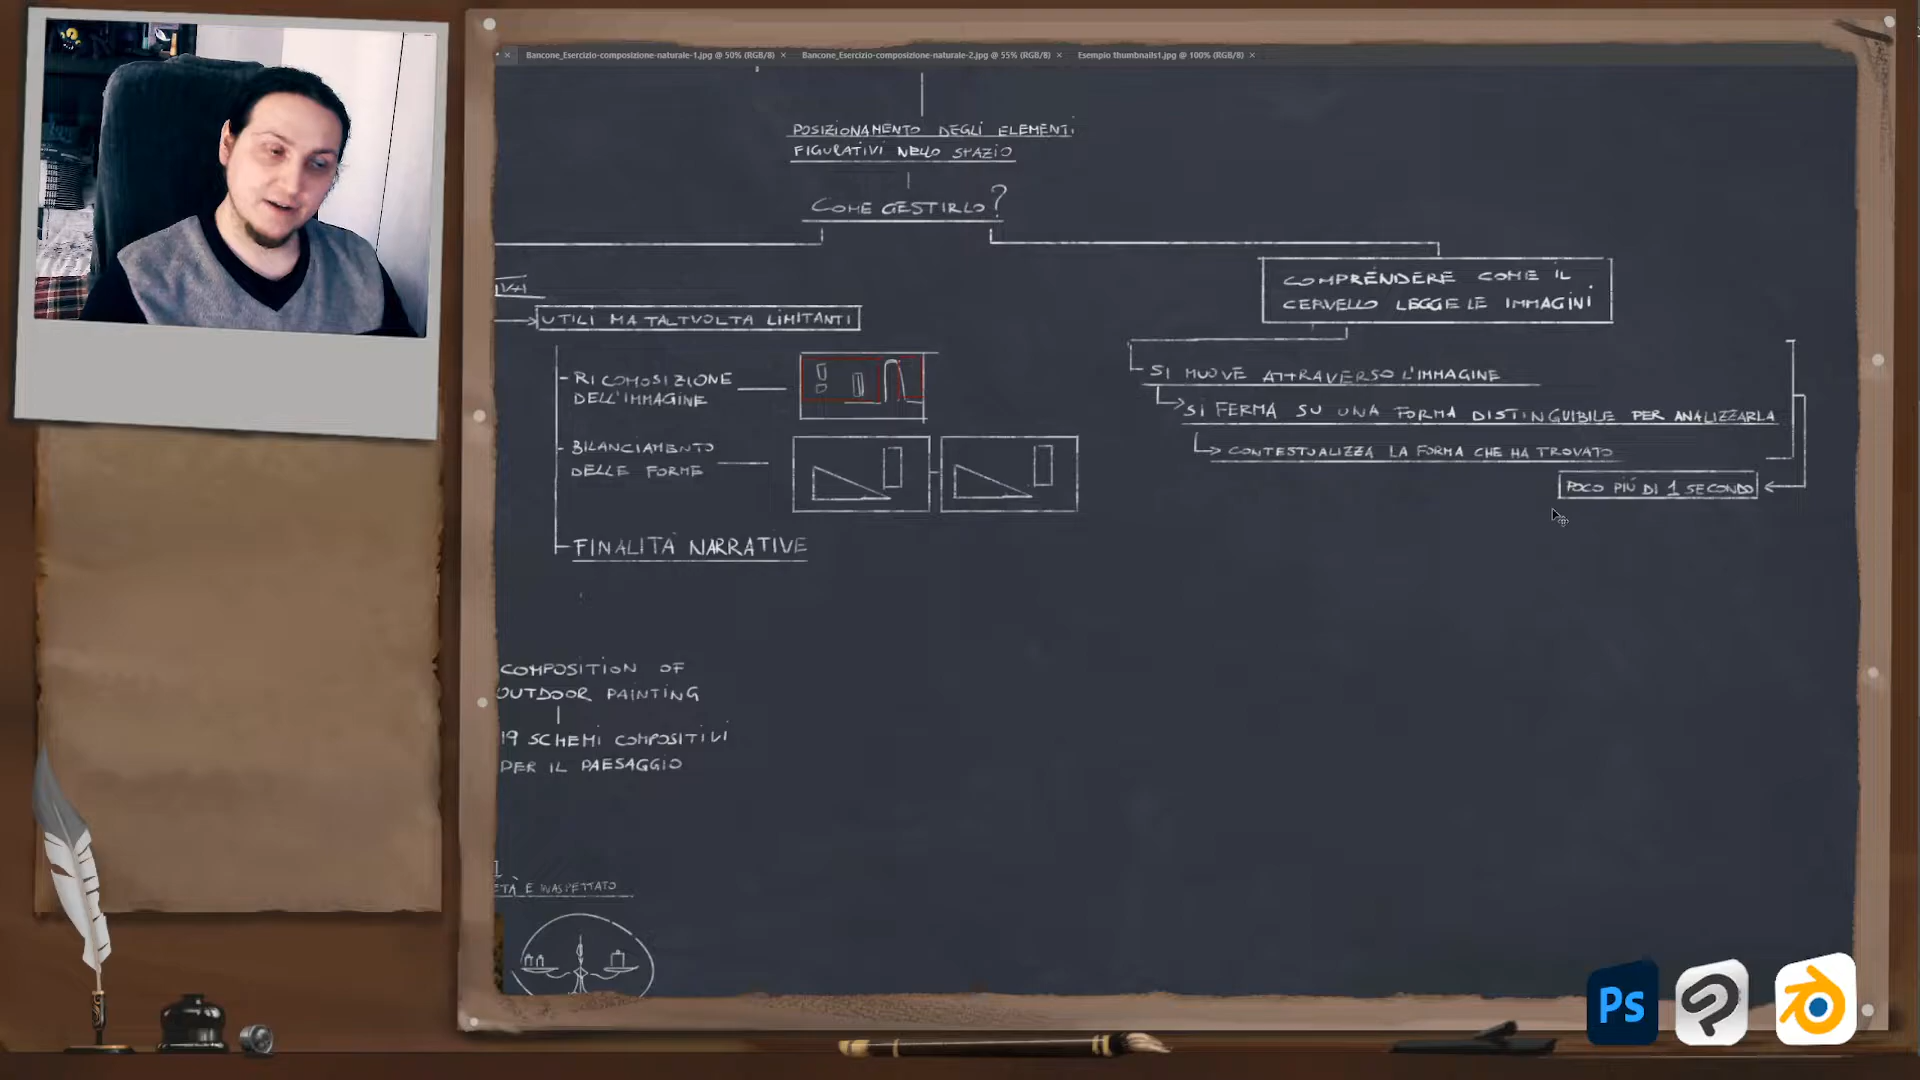 Bancone_Esercizio-composizione-naturale-1.jpg @ 50% (RGB/8) ×
Bancone_Esercizio-composizione-naturale-2.jpg @ 55% (RGB/8) ×
Esempio thumbnails1.jpg @ 100% (RGB/8) ×
POSIZIONAMENTO DEGLI ELEMENTI
FIGURATIVI NELLO SPAZIO
COME GESTIRLO?
UTILI MA TALTVOLTA LIMITANTI
- RICOMOSIZIONE
DELL'IMMAGINE
- BILANCIAMENTO
DELLE FORME
FINALITÀ NARRATIVE
COMPRENDERE COME IL
CERVELLO LEGGE LE IMMAGINI
SI MUOVE ATTRAVERSO L'IMMAGINE
SI FERMA SU UNA FORMA DISTINGUIBILE PER ANALIZZARLA
CONTESTUALIZZA LA FORMA CHE HA TROVATO
POCO PIÚ DI 1 SECONDO
COMPOSITION OF
OUTDOOR PAINTING
19 SCHEMI COMPOSITIVI
PER IL PAESAGGIO
E INASPETTATO
Ps